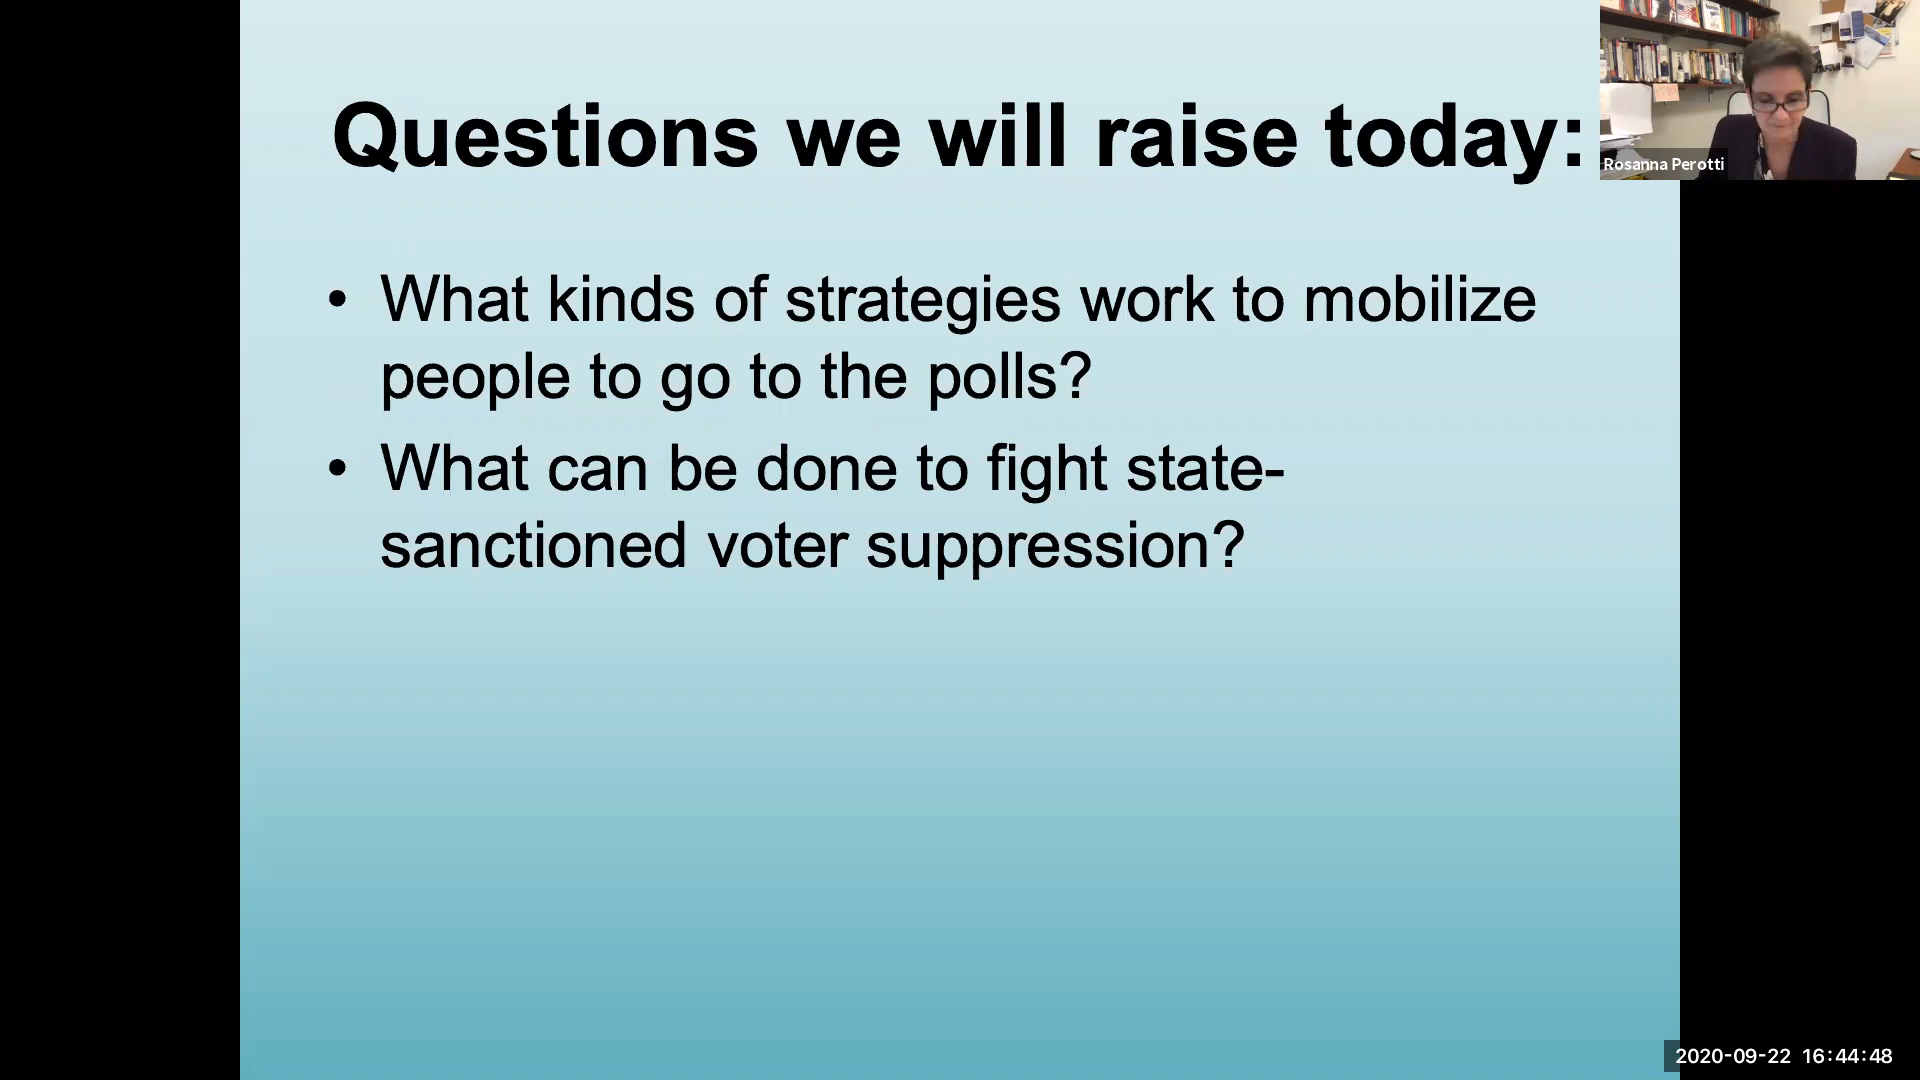 Questions we will raise today:
• What kinds of strategies work to mobilize
people to go to the polls?
• What can be done to fight state-
sanctioned voter suppression?
Rosanna Perotti
2020-09-22 16:44:48